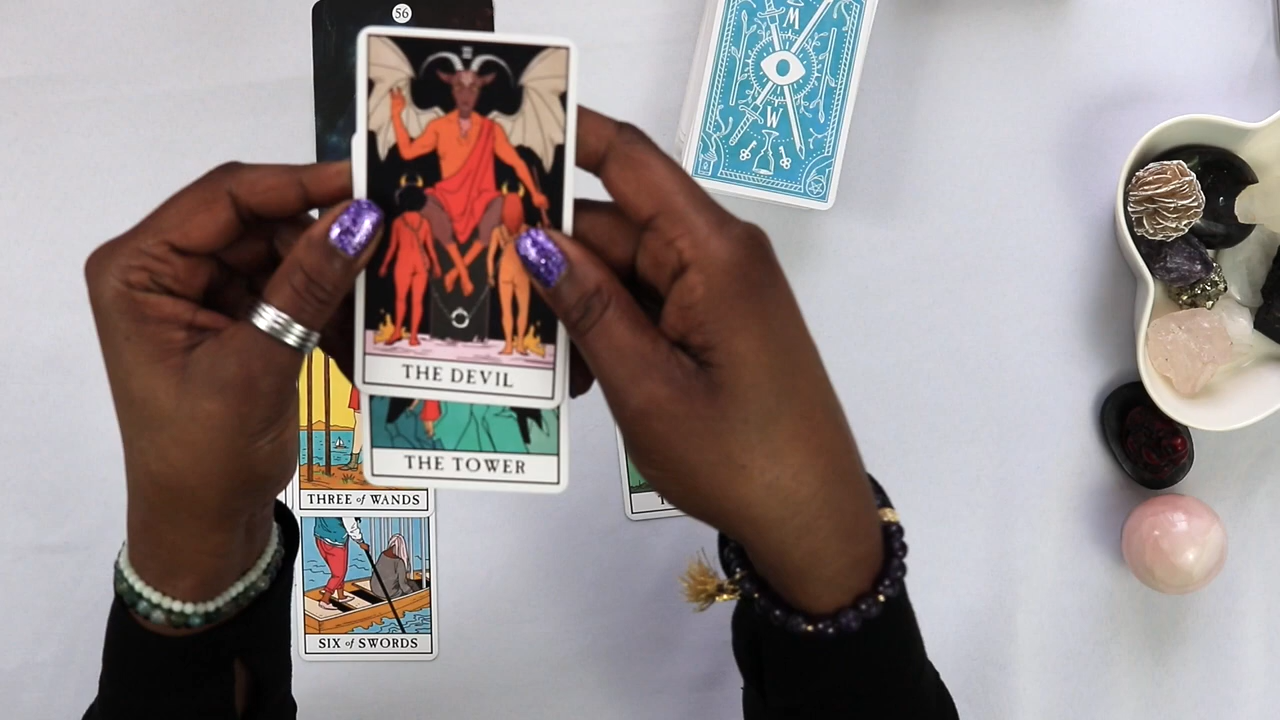 56
M
W
THE DEVIL
THE TOWER
THREE of WANDS
SIX of SWORDS